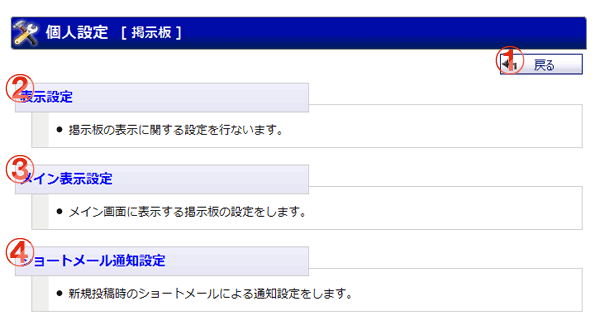 個人設定 [ 掲示板 ]
① 戻る
② 表示設定
● 掲示板の表示に関する設定を行ないます。
③ メイン表示設定
● メイン画面に表示する掲示板の設定をします。
④ ショートメール通知設定
● 新規投稿時のショートメールによる通知設定をします。